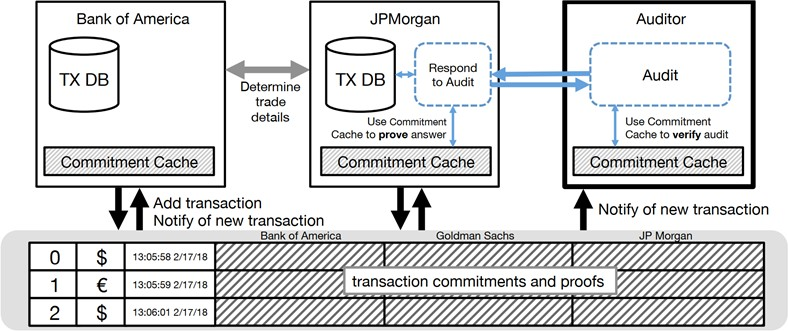 Bank of America
JPMorgan
Auditor
TX DB
Determine
trade
details
TX DB
Respond
to Audit
Audit
Use Commitment
Cache to prove answer
Use Commitment
Cache to verify audit
Commitment Cache
Commitment Cache
Commitment Cache
Add transaction
Notify of new transaction
Notify of new transaction
Bank of America
Goldman Sachs
JP Morgan
0 $ 13:05:58 2/17/18
1 € 13:05:59 2/17/18
transaction commitments and proofs
2 $ 13:06:01 2/17/18